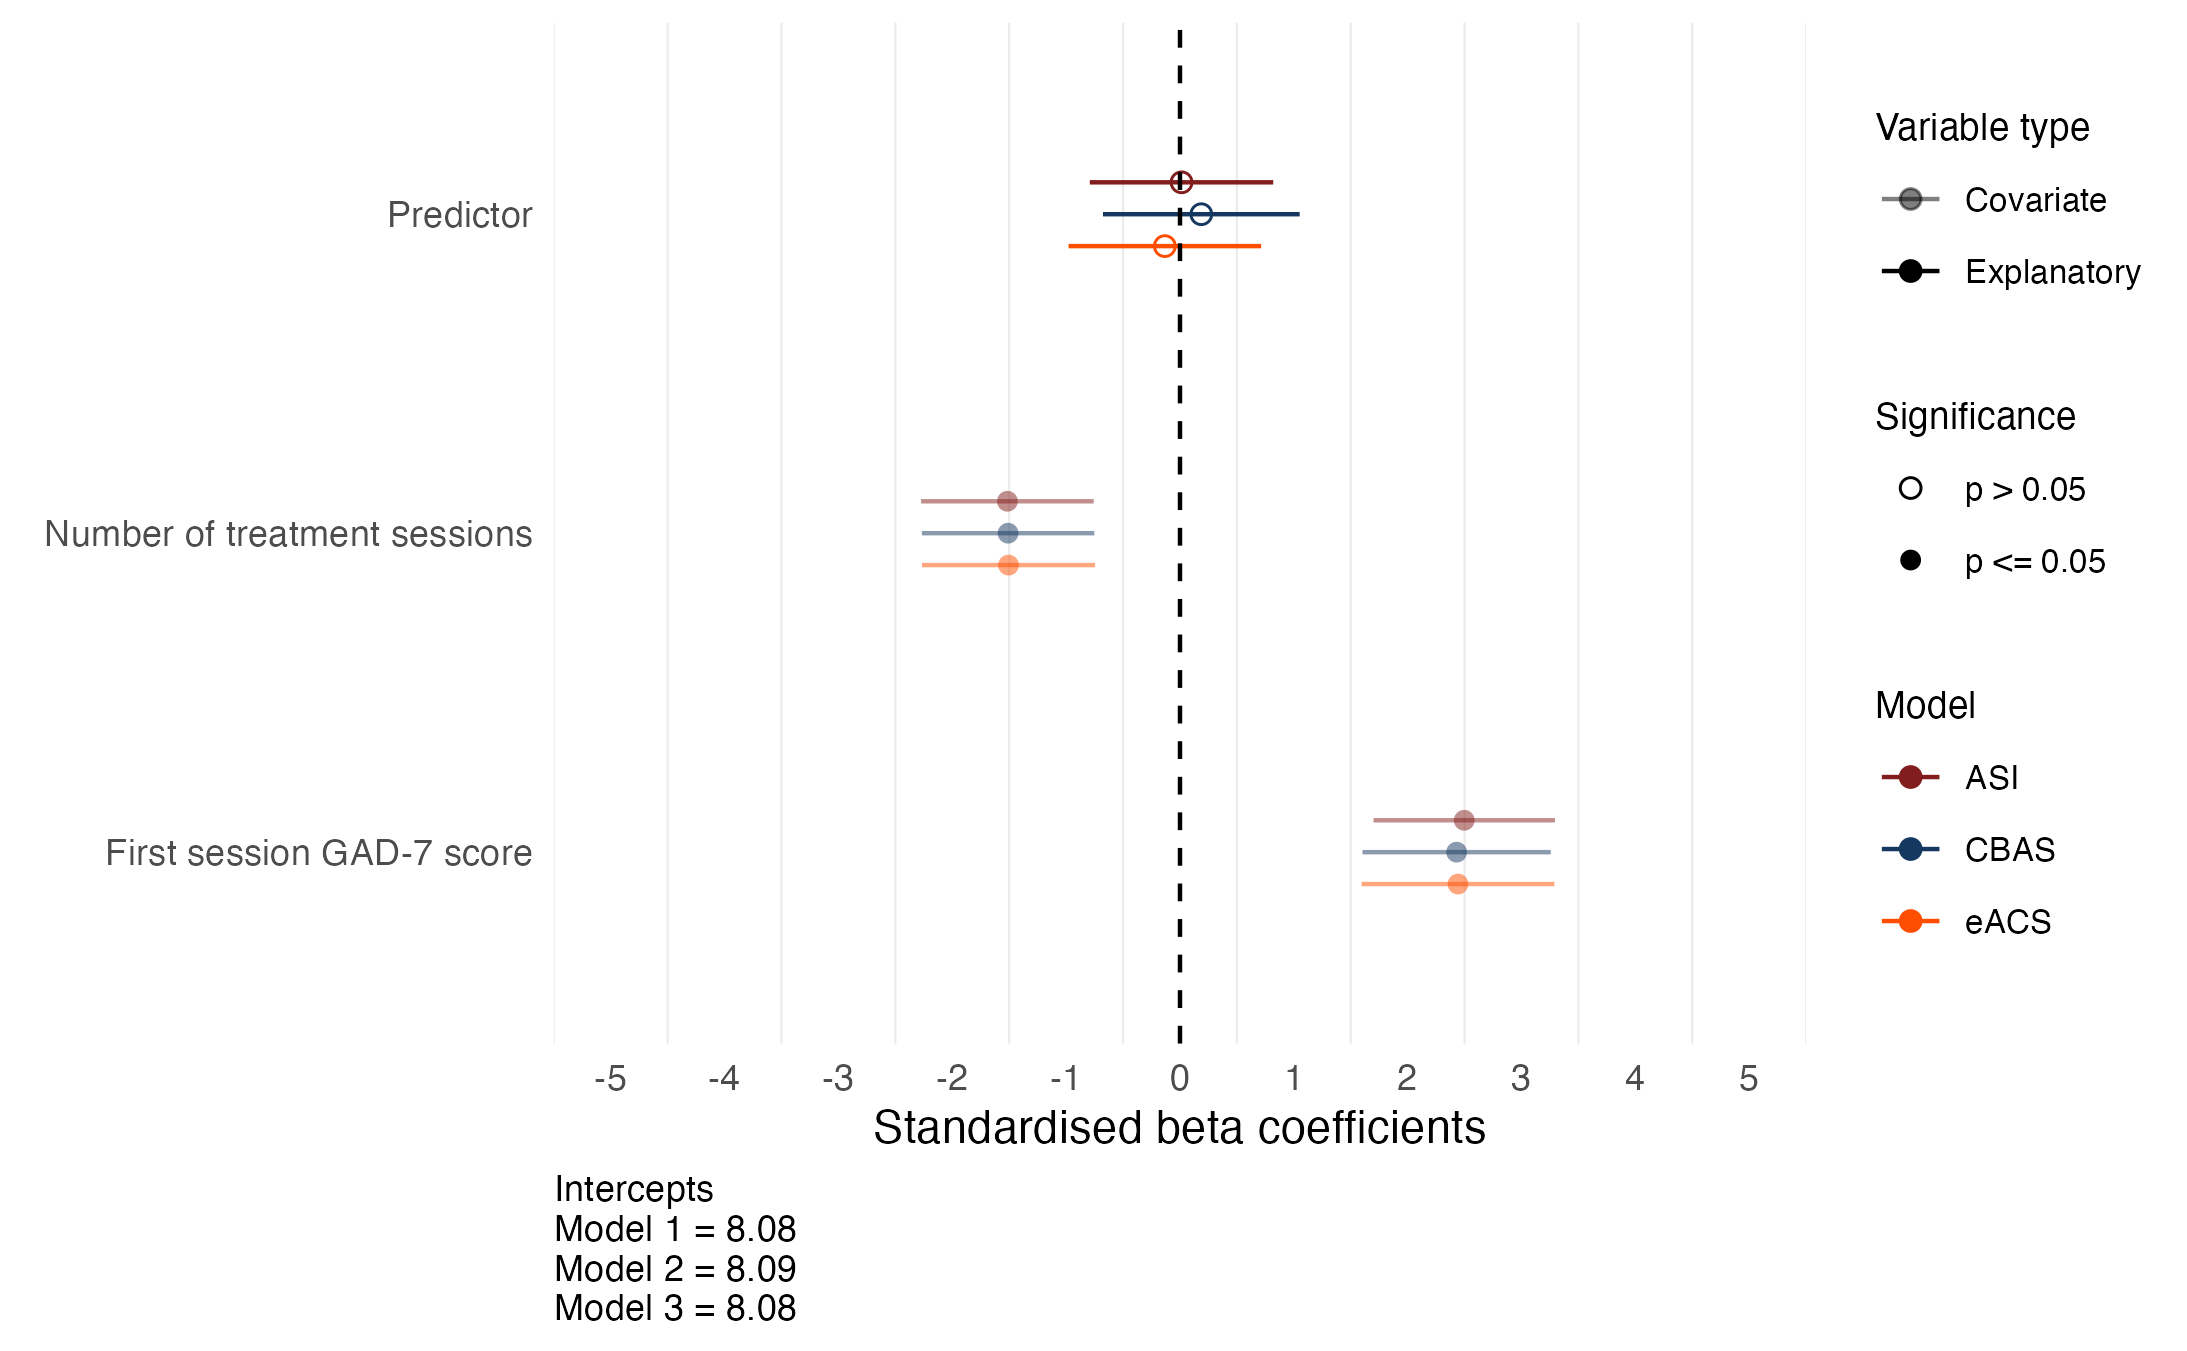 Predictor
Number of treatment sessions
First session GAD-7 score
-5 -4 -3 -2 -1 0 1 2 3 4 5
Standardised beta coefficients
Intercepts
Model 1 = 8.08
Model 2 = 8.09
Model 3 = 8.08
Variable type
Covariate
Explanatory
Significance
p > 0.05
p <= 0.05
Model
ASI
CBAS
eACS